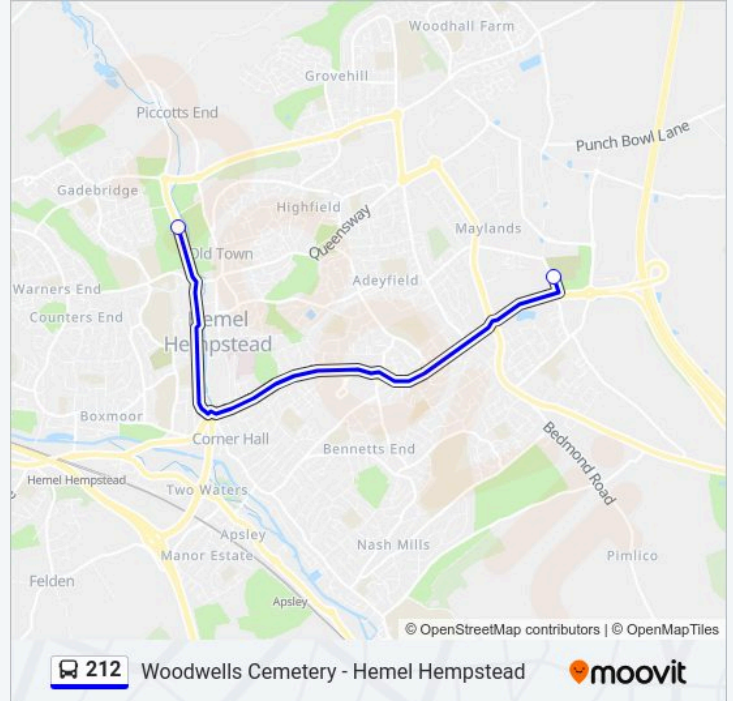 Woodhall Farm
Grovehill
Piccotts End
Punch Bowl Lane
Gadebridge
Highfield
Queensway
Maylands
Old Town
Adeyfield
Warners End
Counters End
Hemel
Hempstead
Boxmoor
Corner Hall
Bennetts End
Bedmond Road
Hemel Hempstead
Two Waters
Apsley
Manor Estate
Nash Mills
Pimlico
Felden
Apsley
© OpenStreetMap contributors | © OpenMapTiles
212 Woodwells Cemetery - Hemel Hempstead moovit